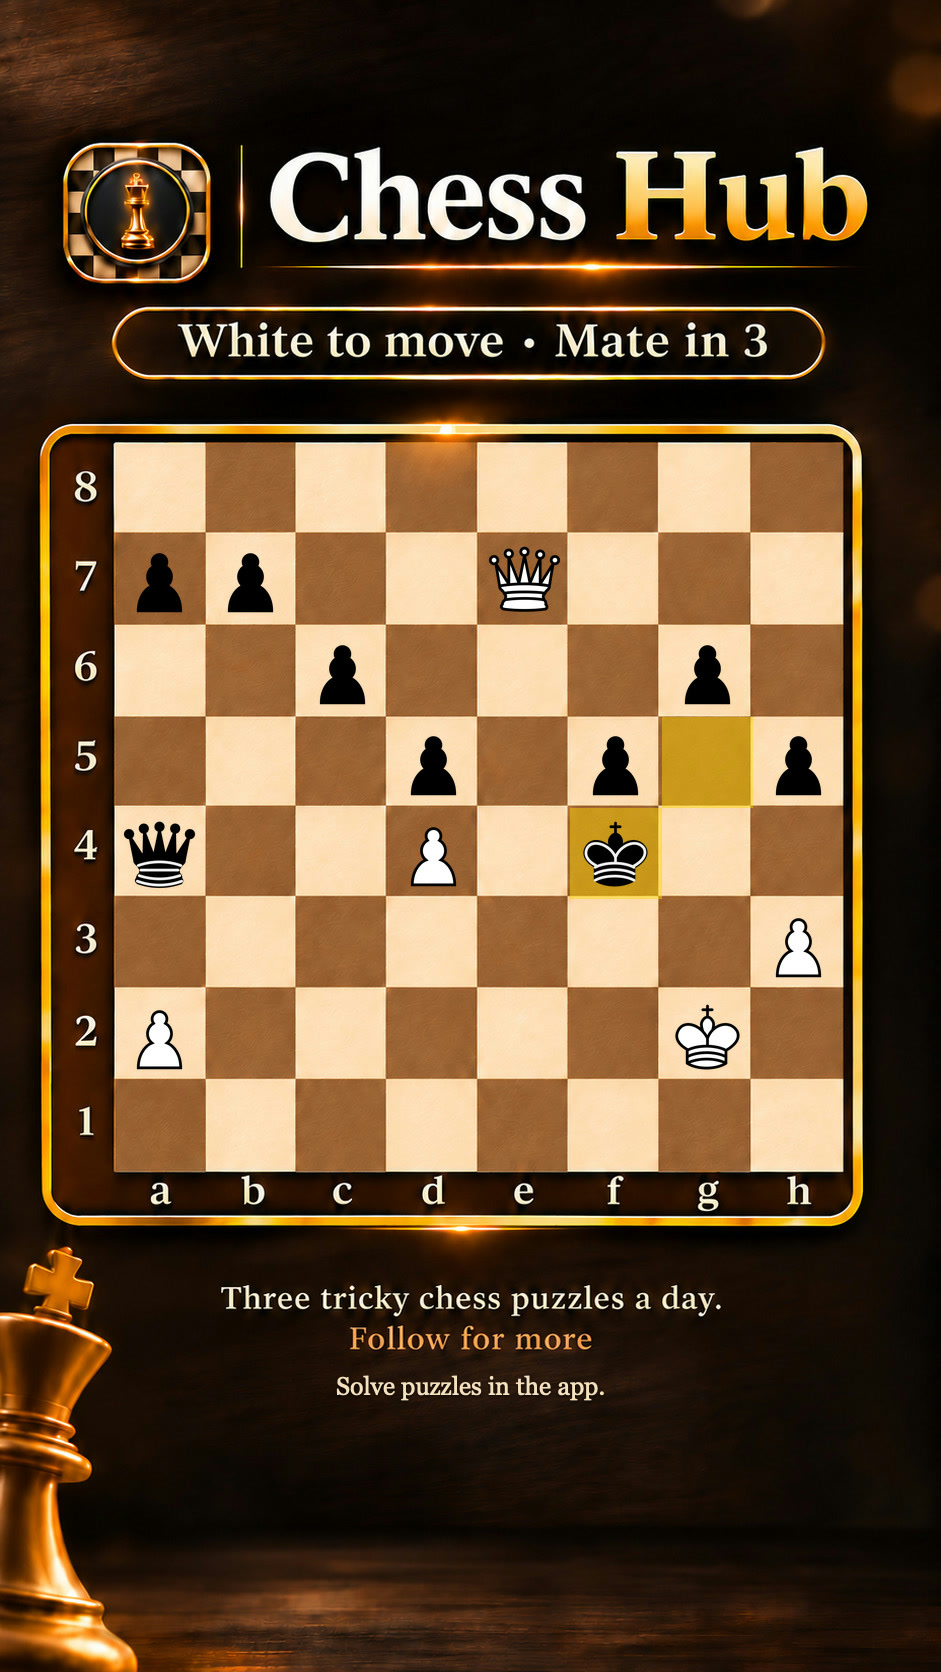 Chess Hub
White to move • Mate in 3
8
7
6
5
4
3
2
1
a b c d e f g h
Three tricky chess puzzles a day.
Follow for more
Solve puzzles in the app.